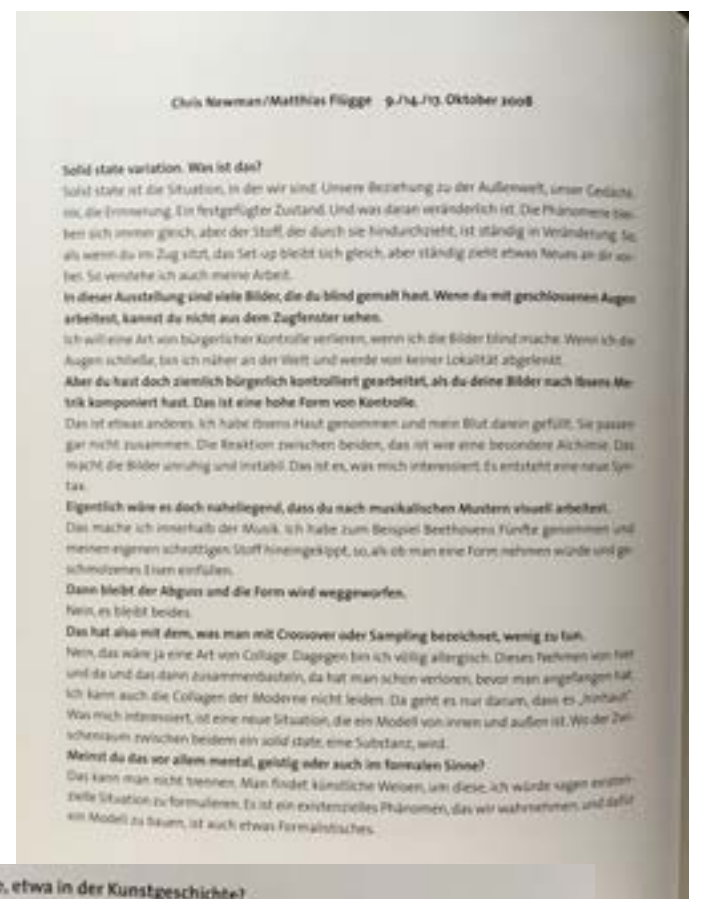 Chris Newman/Matthias Flügge 9./14./17. Oktober 2008
Solid state variation. Was ist das?
Solid state ist die Situation, in der wir sind. Unsere Beziehung zu der Außenwelt, unser Gedächt-
nis, die Erinnerung. Ein festgefügter Zustand. Und was daran veränderlich ist. Die Phänomene blei-
ben sich immer gleich, aber der Stoff, der durch sie hindurchzieht, ist ständig in Veränderung. So,
als wenn du im Zug sitzt, das Set-up bleibt sich gleich, aber ständig zieht etwas Neues an dir vor-
bei. So verstehe ich auch meine Arbeit.
In dieser Ausstellung sind viele Bilder, die du blind gemalt hast. Wenn du mit geschlossenen Augen
arbeitest, kannst du nicht aus dem Zugfenster sehen.
Ich will eine Art von bürgerlicher Kontrolle verlieren, wenn ich die Bilder blind mache. Wenn ich die
Augen schließe, bin ich näher an der Welt und werde von keiner Lokalität abgelenkt.
Aber du hast doch ziemlich bürgerlich kontrolliert gearbeitet, als du deine Bilder nach Ibsens Me-
trik komponiert hast. Das ist eine hohe Form von Kontrolle.
Das ist etwas anderes. Ich habe Ibsens Haut genommen und mein Blut darein gefüllt. Sie passen
gar nicht zusammen. Die Reaktion zwischen beiden, das ist wie eine besondere Alchimie. Das
macht die Bilder unruhig und instabil. Das ist es, was mich interessiert. Es entsteht eine neue Syn-
tax.
Eigentlich wäre es doch naheliegend, dass du nach musikalischen Mustern visuell arbeitest.
Das mache ich innerhalb der Musik. Ich habe zum Beispiel Beethovens Fünfte genommen und
meinen eigenen schrottigen Stoff hineingekippt, so, als ob man eine Form nehmen würde und ge-
schmolzenes Eisen einfüllen.
Dann bleibt der Abguss und die Form wird weggeworfen.
Nein, es bleibt beides.
Das hat also mit dem, was man mit Crossover oder Sampling bezeichnet, wenig zu tun.
Nein, das wäre ja eine Art von Collage. Dagegen bin ich völlig allergisch. Dieses Nehmen von hier
und da und das dann zusammenbasteln, da hat man schon verloren, bevor man angefangen hat.
Ich kann auch die Collagen der Moderne nicht leiden. Da geht es nur darum, dass es „hinhaut“.
Was mich interessiert, ist eine neue Situation, die ein Modell von innen und außen ist. Wo der Zwi-
schenraum zwischen beidem ein solid state, eine Substanz, wird.
Meinst du das vor allem mental, geistig oder auch im formalen Sinne?
Das kann man nicht trennen. Man findet künstliche Weisen, um diese, ich würde sagen existen-
zielle Situation zu formulieren. Es ist ein existenzielles Phänomen, das wir wahrnehmen, und dafür
ein Modell zu bauen, ist auch etwas Formalistisches.
etwa in der Kunstgeschichte?